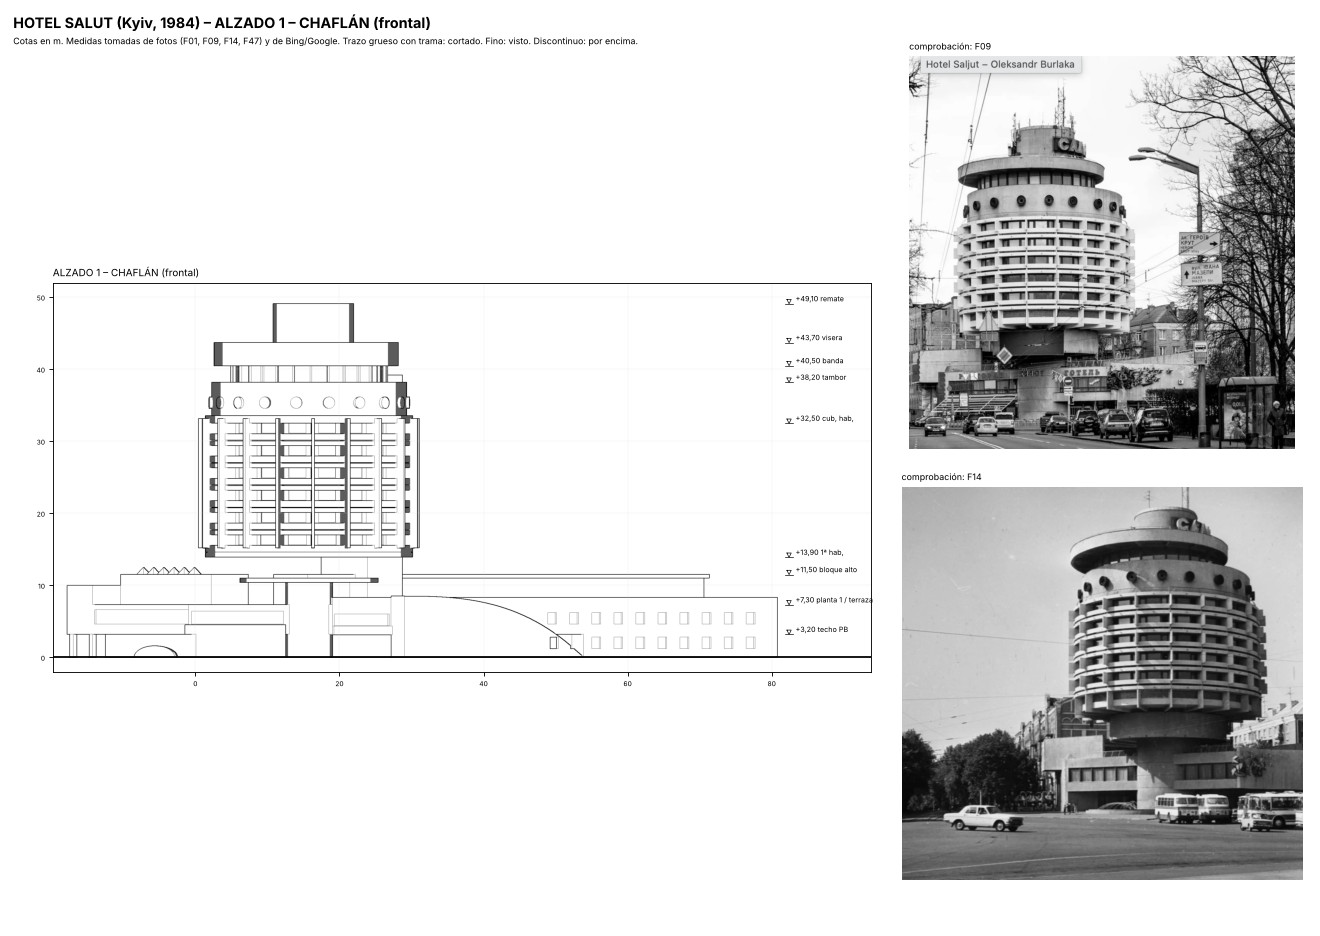 HOTEL SALUT (Kyiv, 1984) – ALZADO 1 – CHAFLÁN (frontal)
Cotas en m. Medidas tomadas de fotos (F01, F09, F14, F47) y de Bing/Google. Trazo grueso con trama: cortado. Fino: visto. Discontinuo: por encima.
ALZADO 1 – CHAFLÁN (frontal)
50
40
30
20
10
0
0
20
40
60
80
+49,10 remate
+43,70 visera
+40,50 banda
+38,20 tambor
+32,50 cub, hab,
+13,90 1ª hab,
+11,50 bloque alto
+7,30 planta 1 / terraza
+3,20 techo PB
comprobación: F09
Hotel Saljut – Oleksandr Burlaka
ГОТЕЛЬ
comprobación: F14